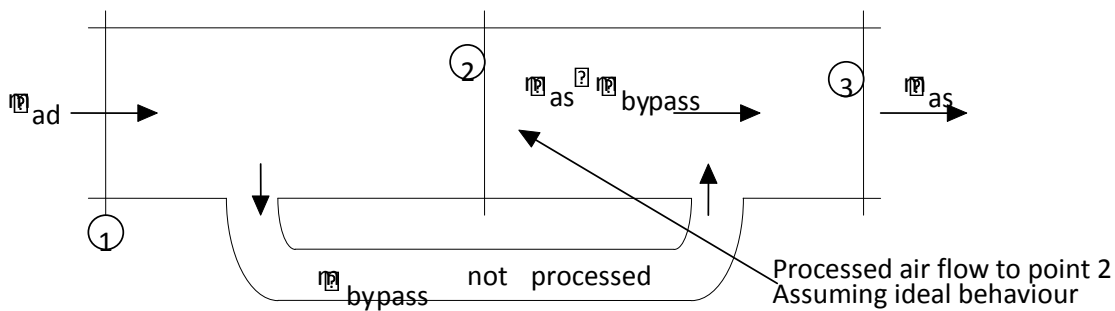 2
3
ad
as
bypass
as
1
bypass
not processed
Processed air flow to point 2
Assuming ideal behaviour